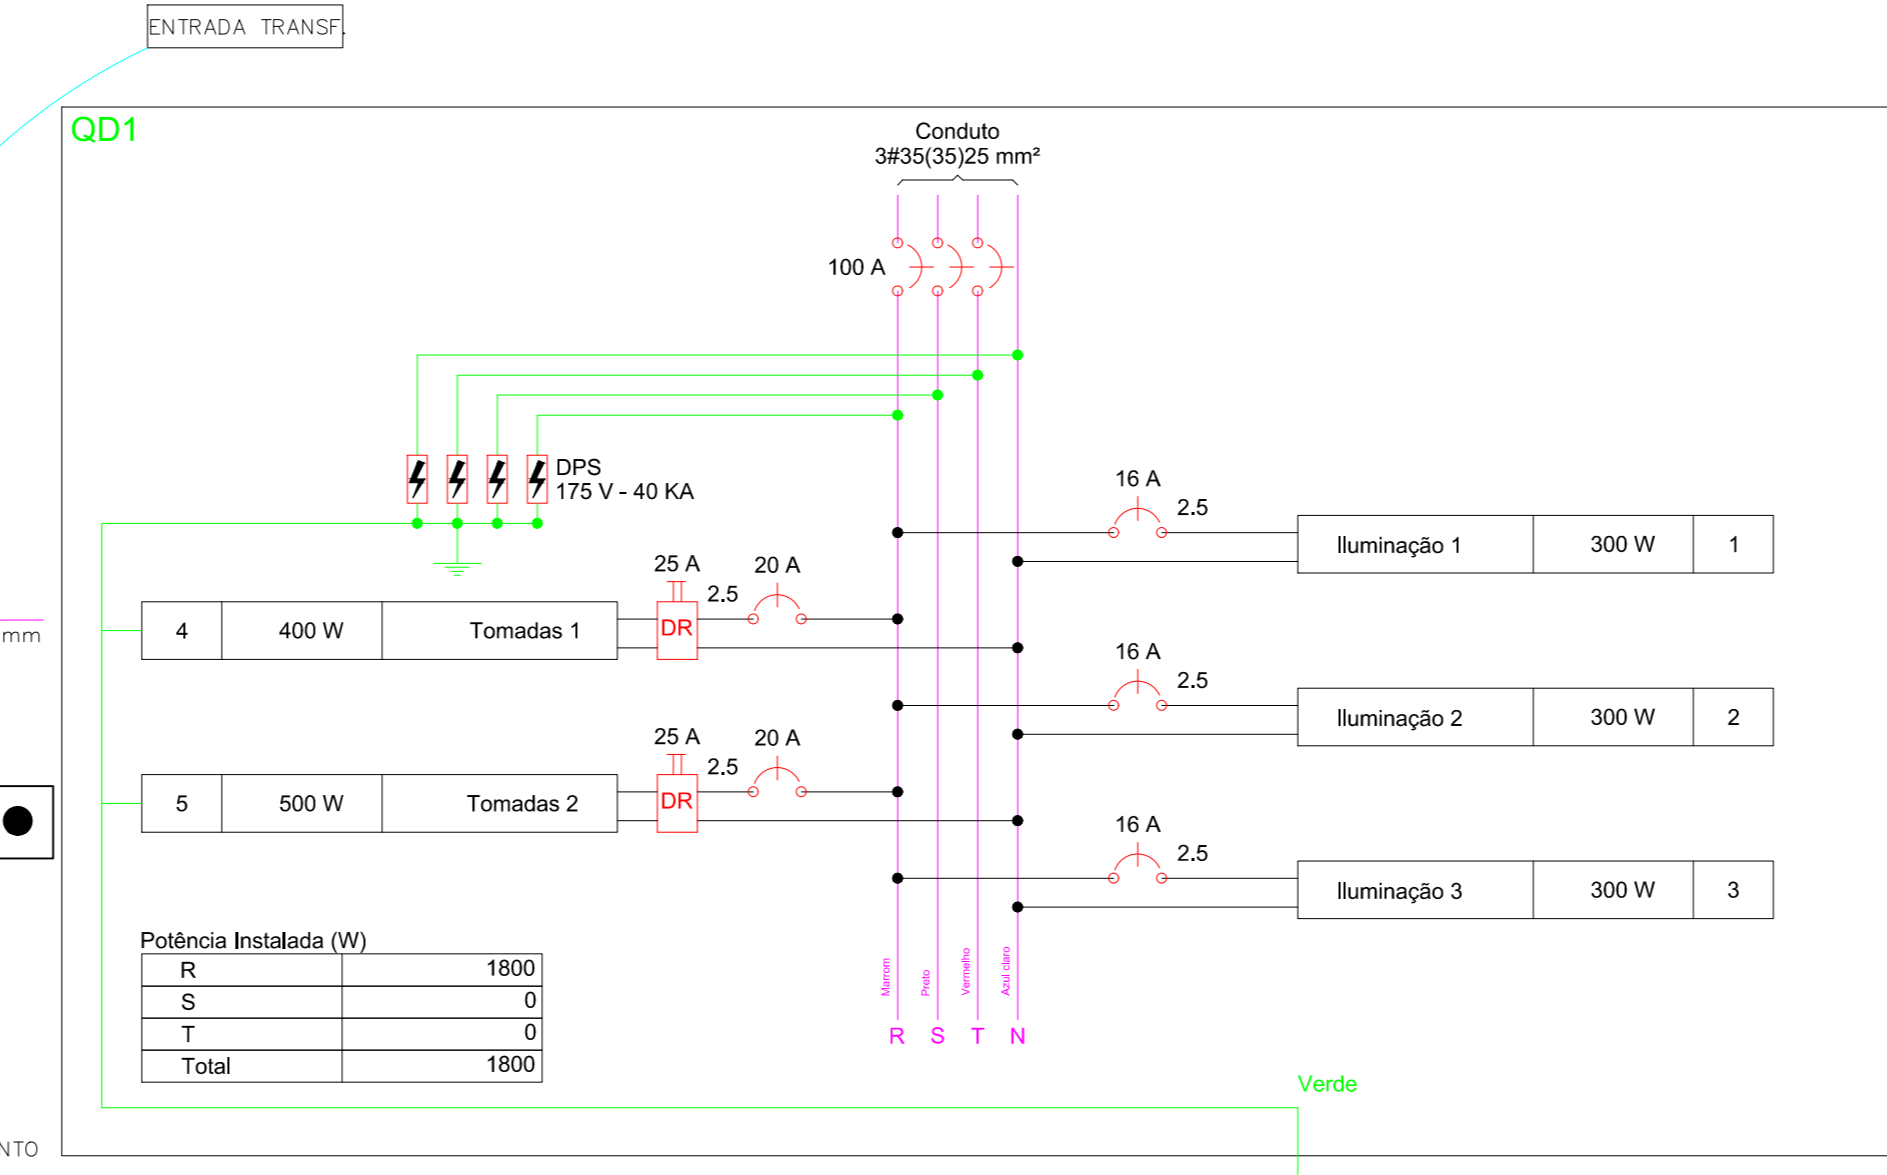 ENTRADA TRANSF.
QD1
Conduto
3#35(35)25 mm²
100 A
DPS
175 V - 40 KA
16 A
2.5
Iluminação 1 300 W 1
25 A
2.5
20 A
4 400 W Tomadas 1 DR
mm
16 A
2.5
Iluminação 2 300 W 2
25 A
2.5
20 A
5 500 W Tomadas 2 DR
16 A
2.5
Iluminação 3 300 W 3
Potência Instalada (W)
R 1800
S 0
T 0
Total 1800
Marrom
Preto
Vermelho
Azul claro
R S T N
Verde
NTO